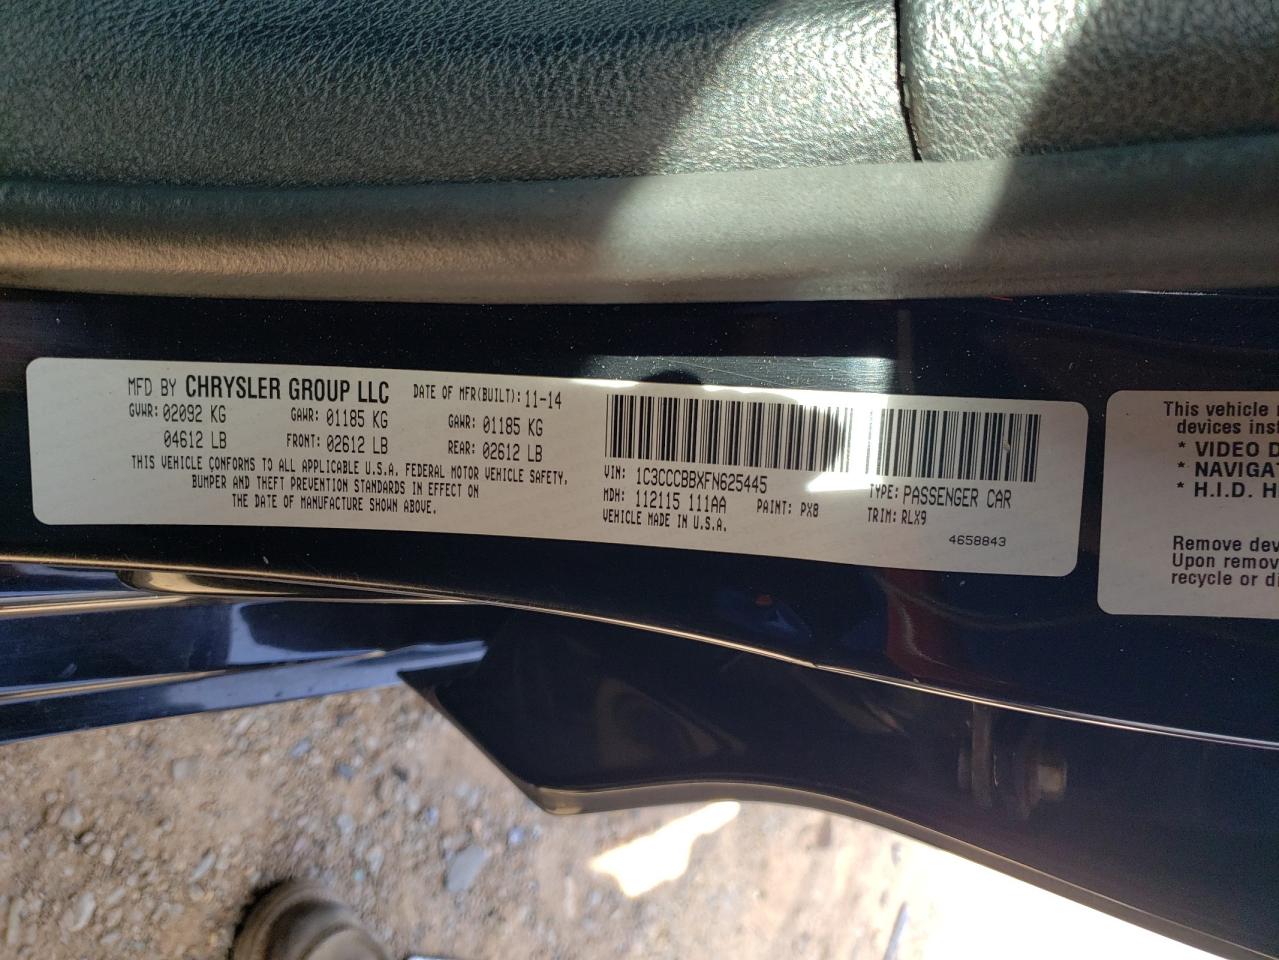 MFD BY CHRYSLER GROUP LLC DATE OF MFR(BUILT): 11-14
GVWR: 02092 KG GAWR: 01185 KG GAWR: 01185 KG
04612 LB FRONT: 02612 LB REAR: 02612 LB
THIS VEHICLE CONFORMS TO ALL APPLICABLE U.S.A. FEDERAL MOTOR VEHICLE SAFETY,
BUMPER AND THEFT PREVENTION STANDARDS IN EFFECT ON
THE DATE OF MANUFACTURE SHOWN ABOVE.
VIN: 1C3CCCBBXFN625445 TYPE: PASSENGER CAR
MDH: 112115 111AA PAINT: PX8 TRIM: RLX9
VEHICLE MADE IN U.S.A.
4658843
This vehicle
devices inst
* VIDEO D
* NAVIGAT
* H.I.D. H
Remove dev
Upon remov
recycle or di